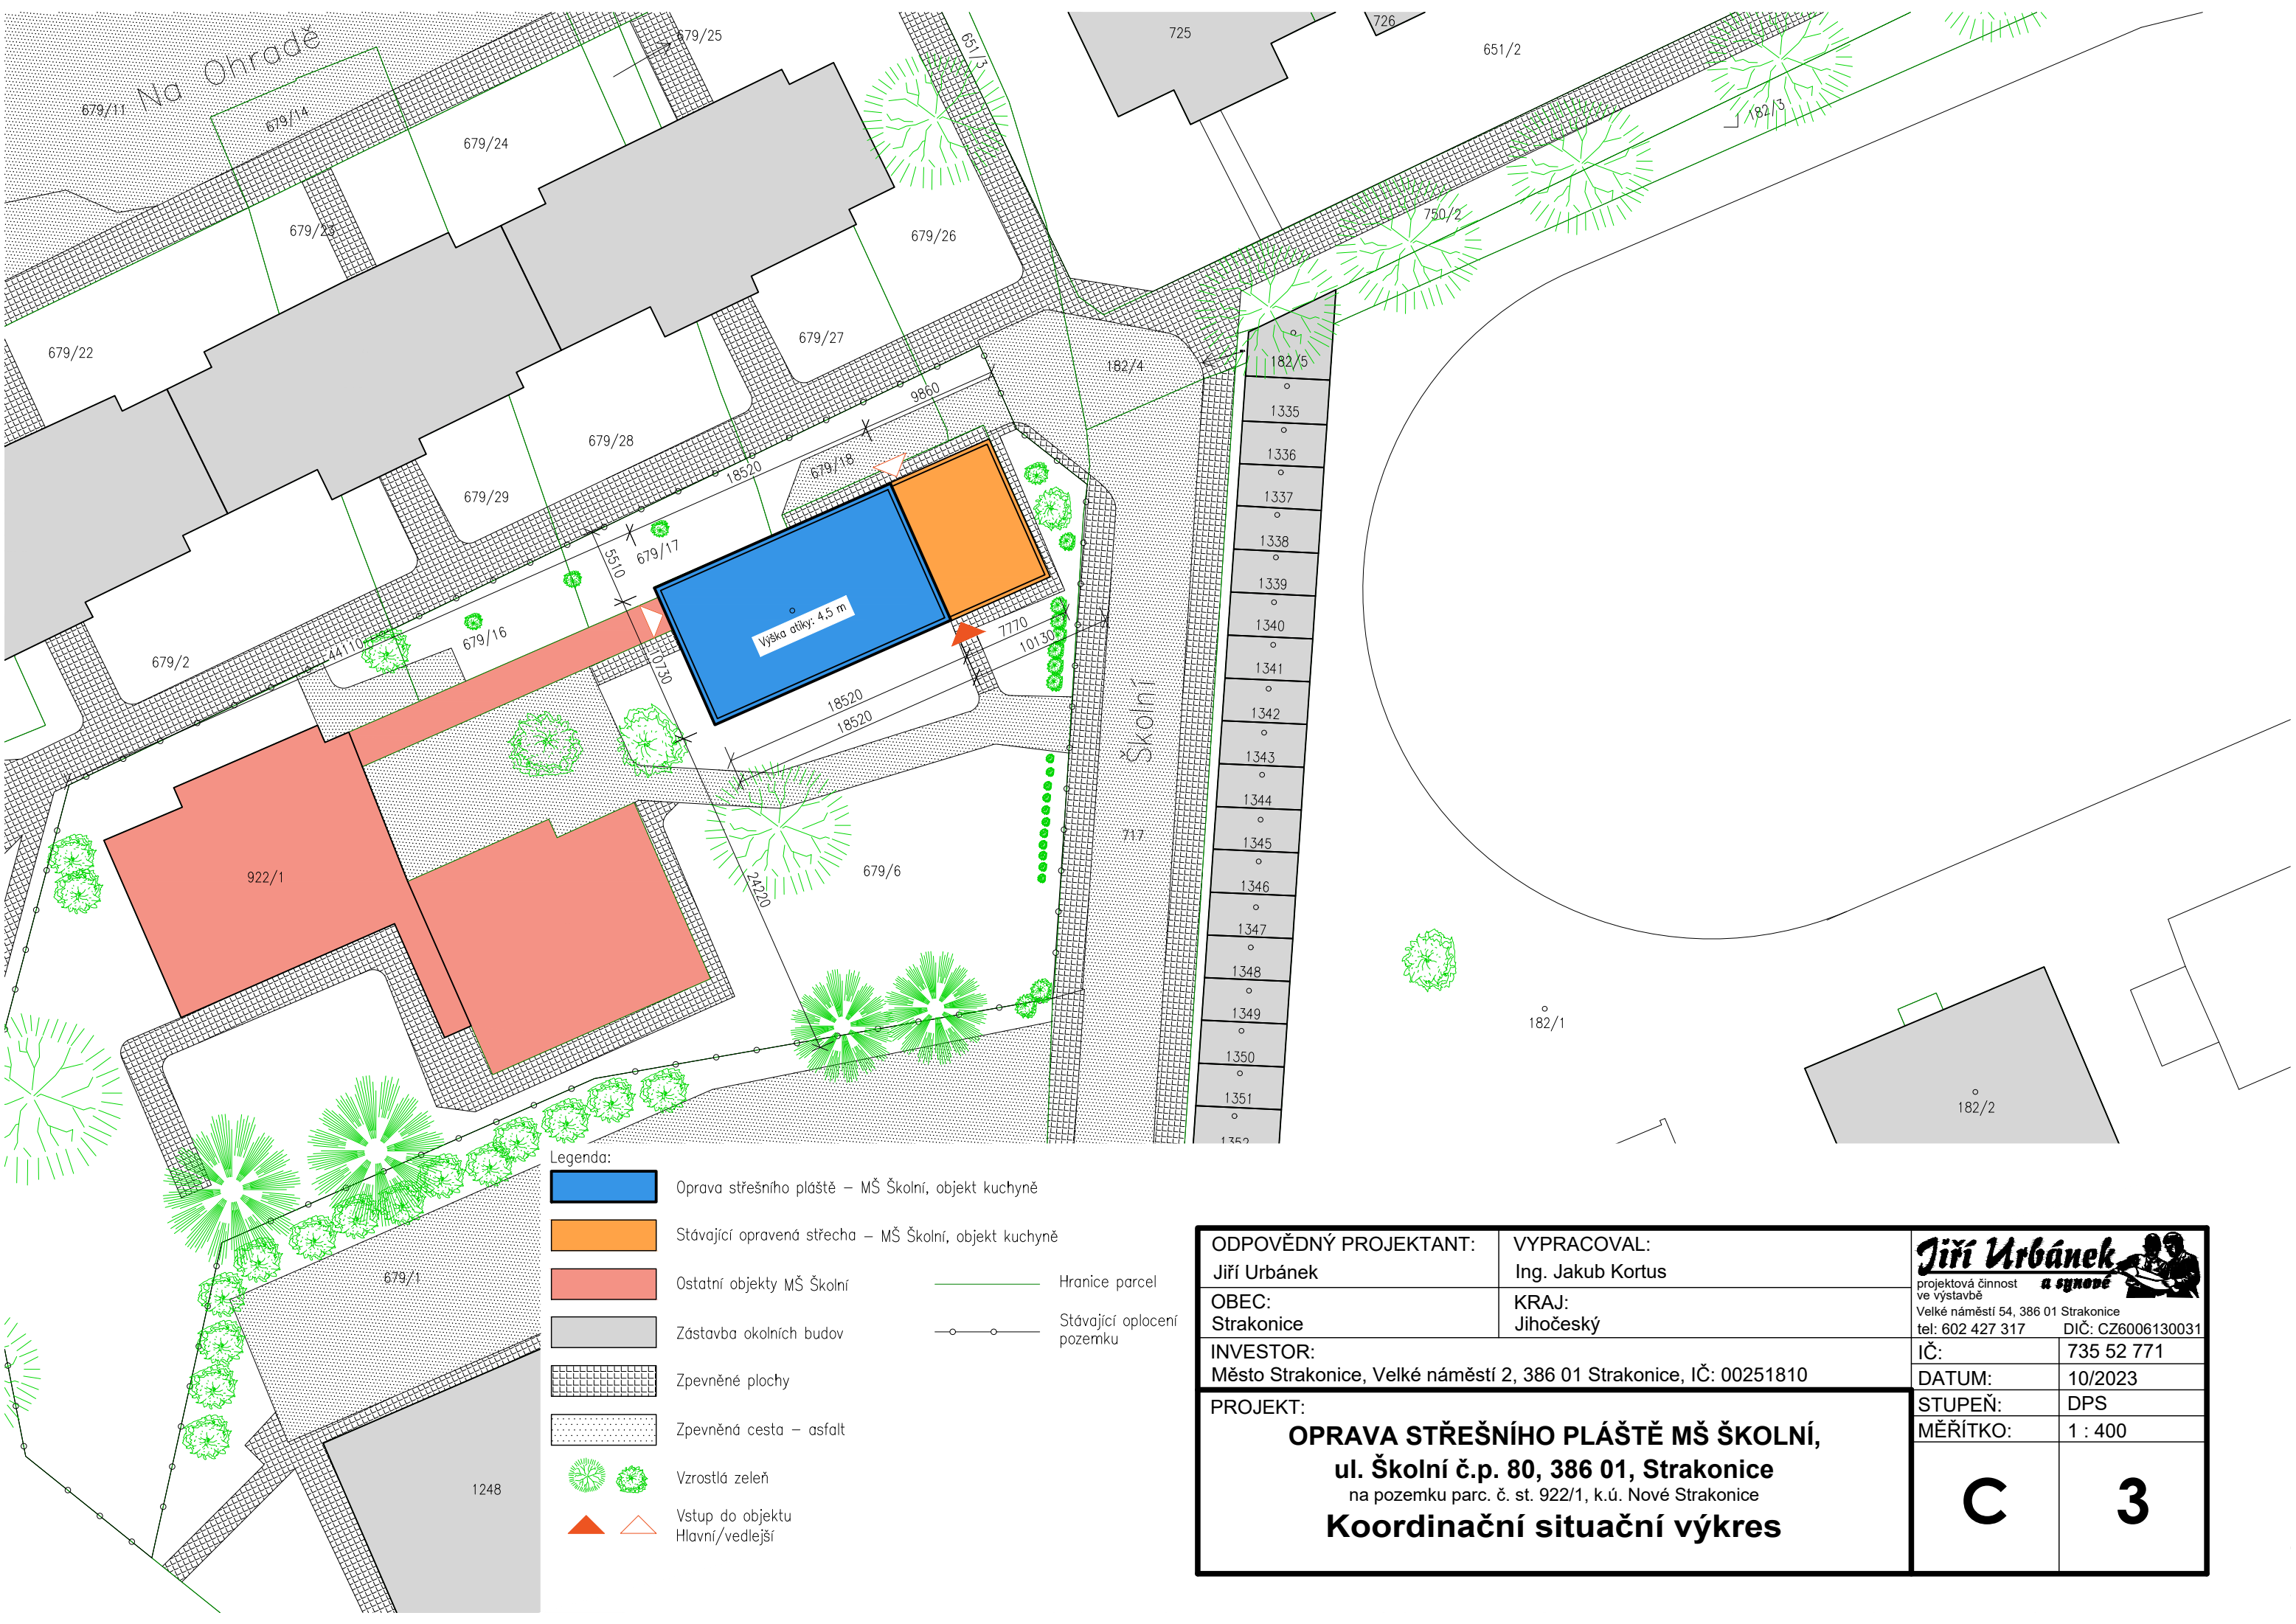 Na Ohradě
679/11
679/14
679/25
679/24
679/23
679/22
651/3
725
726
651/2
182/3
750/2
679/26
679/27
182/4
182/5
9860
679/28
18520
679/18
679/29
5510
679/17
679/16
44110
679/2
Výška atiky: 4,5 m
7770
10130
18520
18520
Školní
717
922/1
24220
679/6
1335
1336
1337
1338
1339
1340
1341
1342
1343
1344
1345
1346
1347
1348
1349
1350
1351
1352
182/1
182/2
679/1
1248
Legenda:
Oprava střešního pláště – MŠ Školní, objekt kuchyně
Stávající opravená střecha – MŠ Školní, objekt kuchyně
Ostatní objekty MŠ Školní
Zástavba okolních budov
Zpevněné plochy
Zpevněná cesta – asfalt
Vzrostlá zeleň
Vstup do objektu
Hlavní/vedlejší
Hranice parcel
Stávající oplocení
pozemku
ODPOVĚDNÝ PROJEKTANT:
Jiří Urbánek
VYPRACOVAL:
Ing. Jakub Kortus
OBEC:
Strakonice
KRAJ:
Jihočeský
INVESTOR:
Město Strakonice, Velké náměstí 2, 386 01 Strakonice, IČ: 00251810
Jiří Urbánek
a synové
projektová činnost
ve výstavbě
Velké náměstí 54, 386 01 Strakonice
tel: 602 427 317 DIČ: CZ6006130031
IČ: 735 52 771
DATUM: 10/2023
STUPEŇ: DPS
MĚŘÍTKO: 1 : 400
PROJEKT:
OPRAVA STŘEŠNÍHO PLÁŠTĚ MŠ ŠKOLNÍ,
ul. Školní č.p. 80, 386 01, Strakonice
na pozemku parc. č. st. 922/1, k.ú. Nové Strakonice
Koordinační situační výkres
C 3